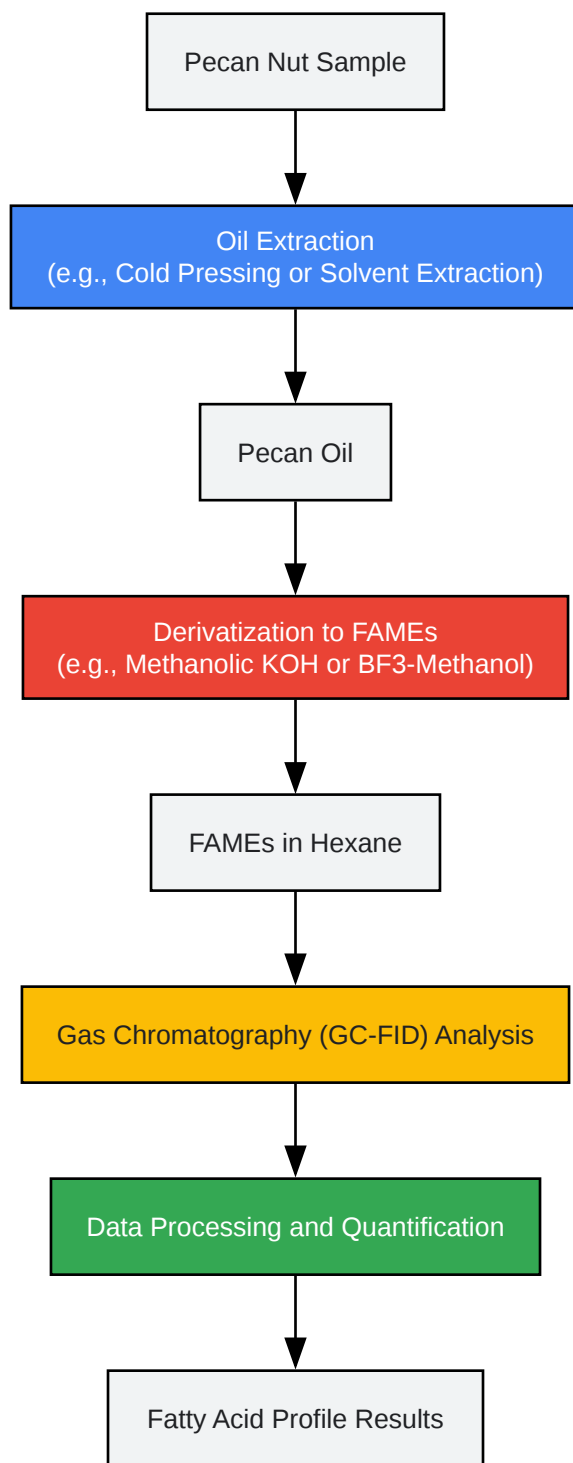 Pecan Nut Sample
Oil Extraction
(e.g., Cold Pressing or Solvent Extraction)
Pecan Oil
Derivatization to FAMEs
(e.g., Methanolic KOH or BF3-Methanol)
FAMEs in Hexane
Gas Chromatography (GC-FID) Analysis
Data Processing and Quantification
Fatty Acid Profile Results